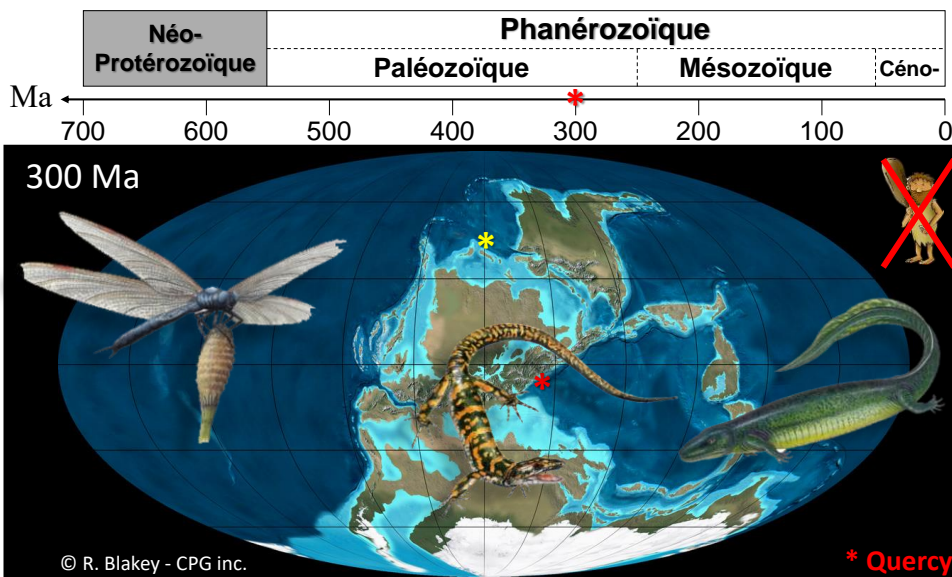 Néo-
Protérozoïque
Phanérozoïque
Paléozoïque
Mésozoïque
Céno-
Ma
*
700 600 500 400 300 200 100 0
300 Ma
*
*
© R. Blakey - CPG inc.
* Quercy